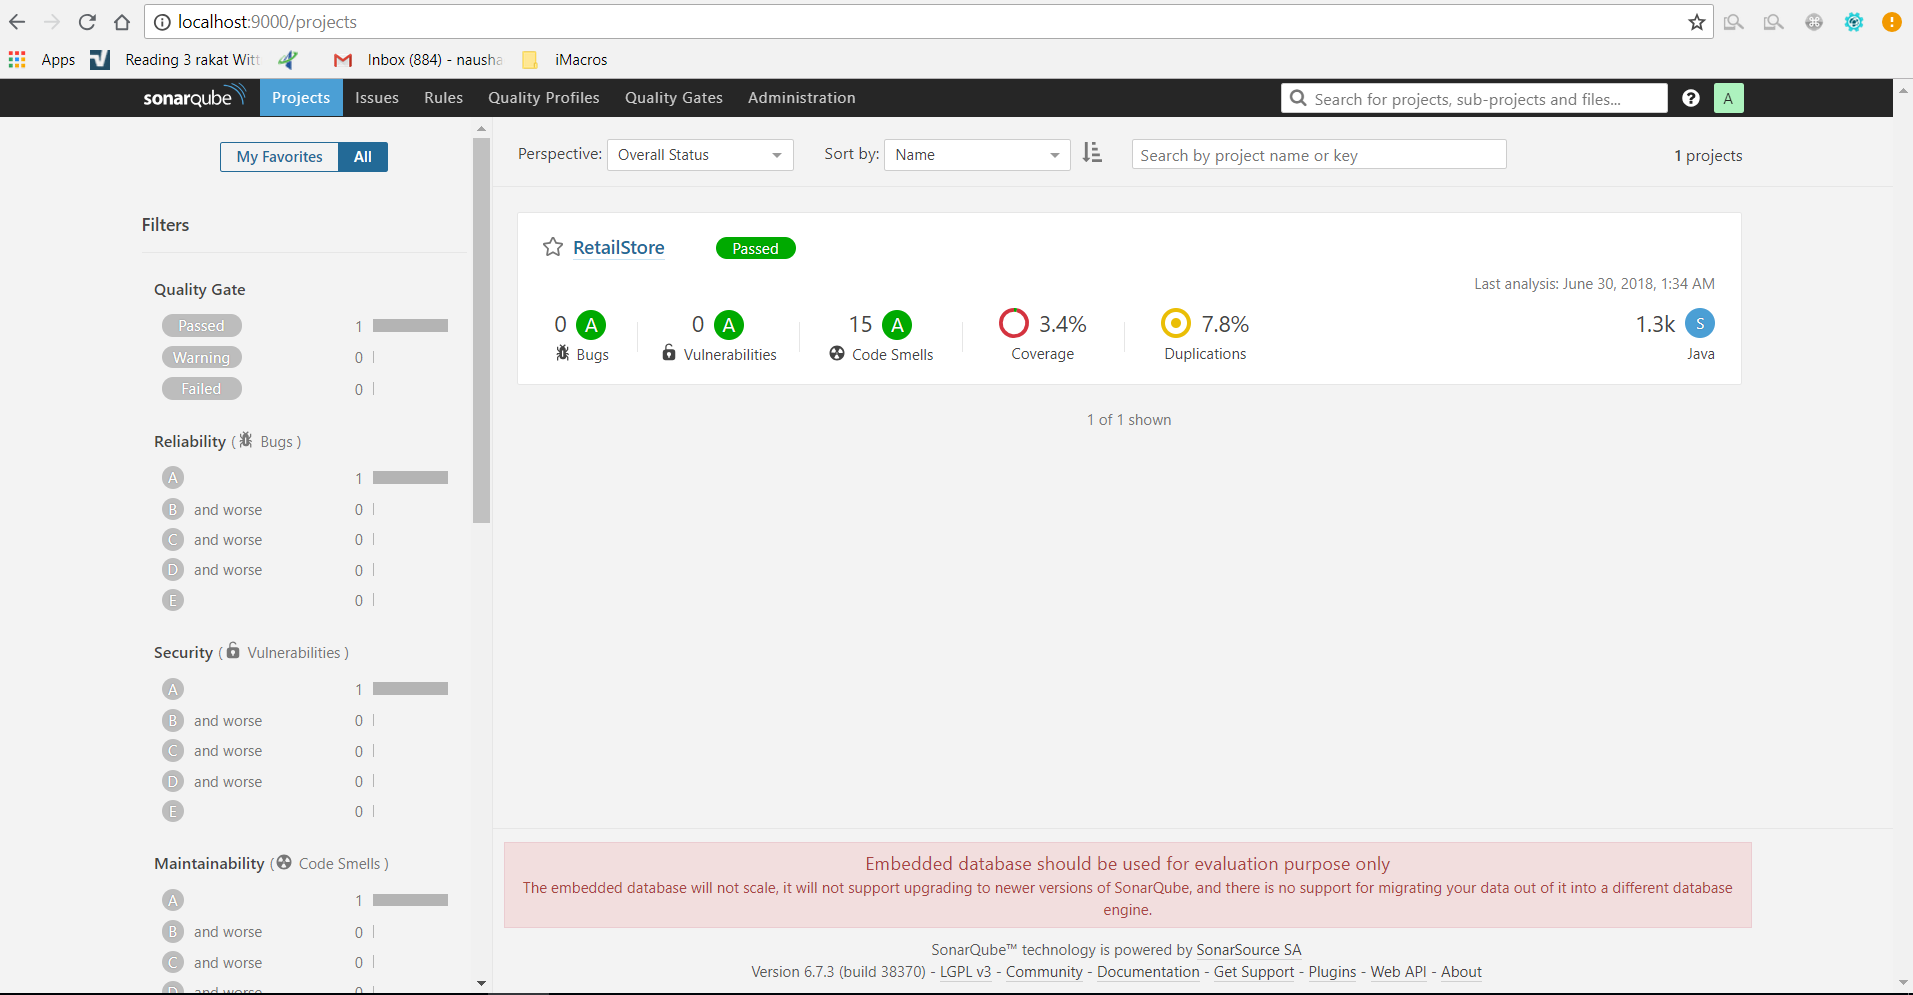 localhost:9000/projects
Apps Reading 3 rakat Witt Inbox (884) - nausha iMacros
sonarqube Projects Issues Rules Quality Profiles Quality Gates Administration Search for projects, sub-projects and files... ? A
My Favorites All
Perspective: Overall Status Sort by: Name Search by project name or key 1 projects
Filters
Quality Gate
Passed 1
Warning 0
Failed 0
Reliability ( Bugs )
A 1
B and worse 0
C and worse 0
D and worse 0
E 0
Security ( Vulnerabilities )
A 1
B and worse 0
C and worse 0
D and worse 0
E 0
Maintainability ( Code Smells )
A 1
B and worse 0
C and worse 0
D and worse 0
RetailStore Passed
Last analysis: June 30, 2018, 1:34 AM
0 A 0 A 15 A 3.4% 7.8% 1.3k S
Bugs Vulnerabilities Code Smells Coverage Duplications Java
1 of 1 shown
Embedded database should be used for evaluation purpose only
The embedded database will not scale, it will not support upgrading to newer versions of SonarQube, and there is no support for migrating your data out of it into a different database
engine.
SonarQube™ technology is powered by SonarSource SA
Version 6.7.3 (build 38370) - LGPL v3 - Community - Documentation - Get Support - Plugins - Web API - About